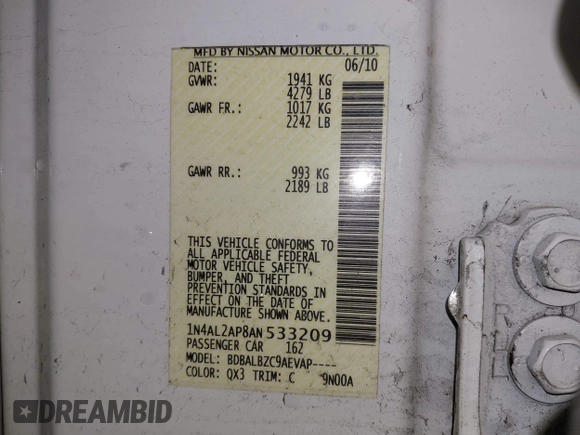 MFD BY NISSAN MOTOR CO., LTD.
DATE: 06/10
GVWR: 1941 KG
4279 LB
GAWR FR.: 1017 KG
2242 LB
GAWR RR.: 993 KG
2189 LB
THIS VEHICLE CONFORMS TO
ALL APPLICABLE FEDERAL
MOTOR VEHICLE SAFETY,
BUMPER, AND THEFT
PREVENTION STANDARDS IN
EFFECT ON THE DATE OF
MANUFACTURE SHOWN ABOVE.
1N4AL2AP8AN 533209
PASSENGER CAR 162
MODEL: BDBALBZC9AEVAP----
COLOR: QX3 TRIM: C 9N00A
DREAMBID